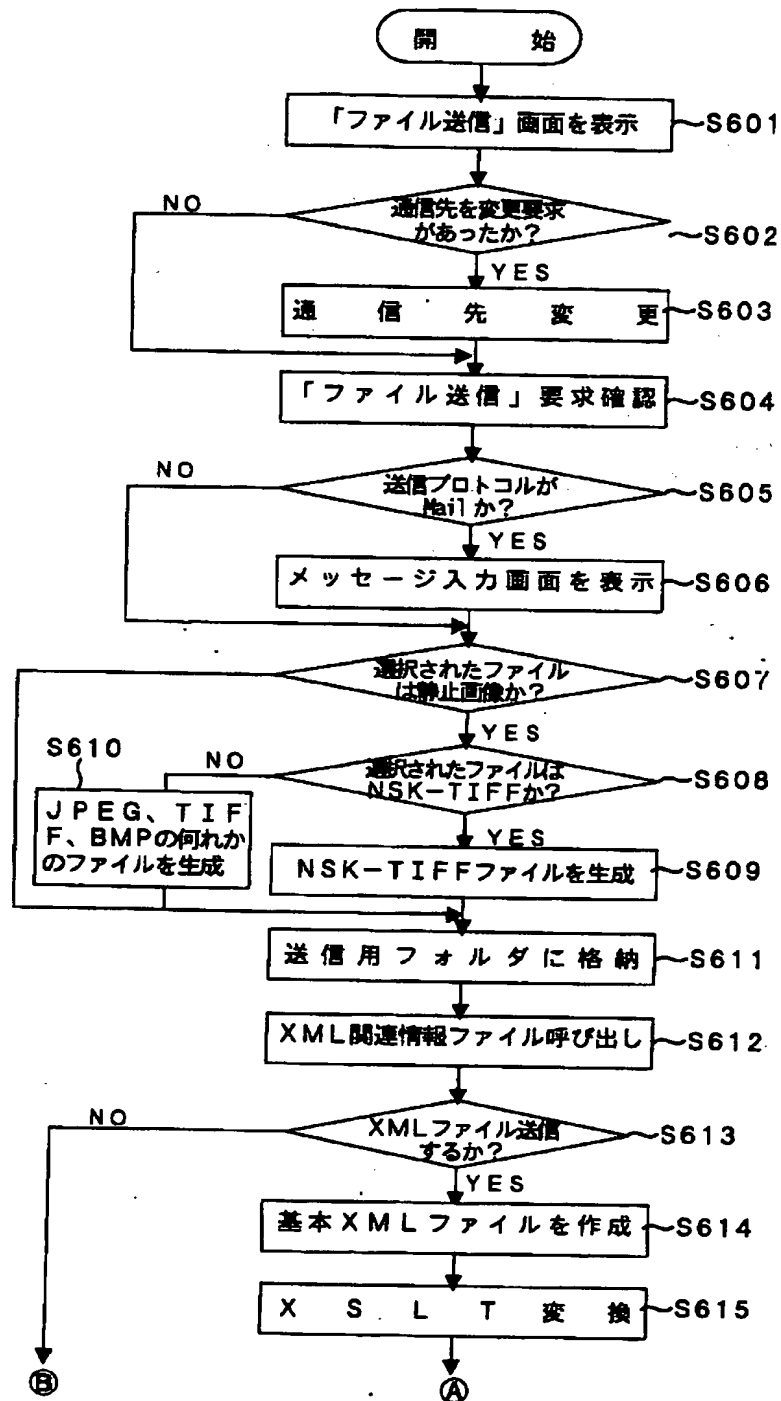 開 始
「ファイル送信」画面を表示
S601
NO
通信先を変更要求
があったか?
S602
YES
通信先変更
S603
「ファイル送信」要求確認
S604
NO
送信プロトコルが
Mailか?
S605
YES
メッセージ入力画面を表示
S606
選択されたファイル
は静止画像か?
S607
YES
S610
NO
選択されたファイルは
NSK-TIFFか?
S608
JPEG、TIF
F、BMPの何れか
のファイルを生成
YES
NSK-TIFFファイルを生成
S609
送信用フォルダに格納
S611
XML関連情報ファイル呼び出し
S612
NO
XMLファイル送信
するか?
S613
YES
基本XMLファイルを作成
S614
XSLT変換
S615
Ⓑ
Ⓐ